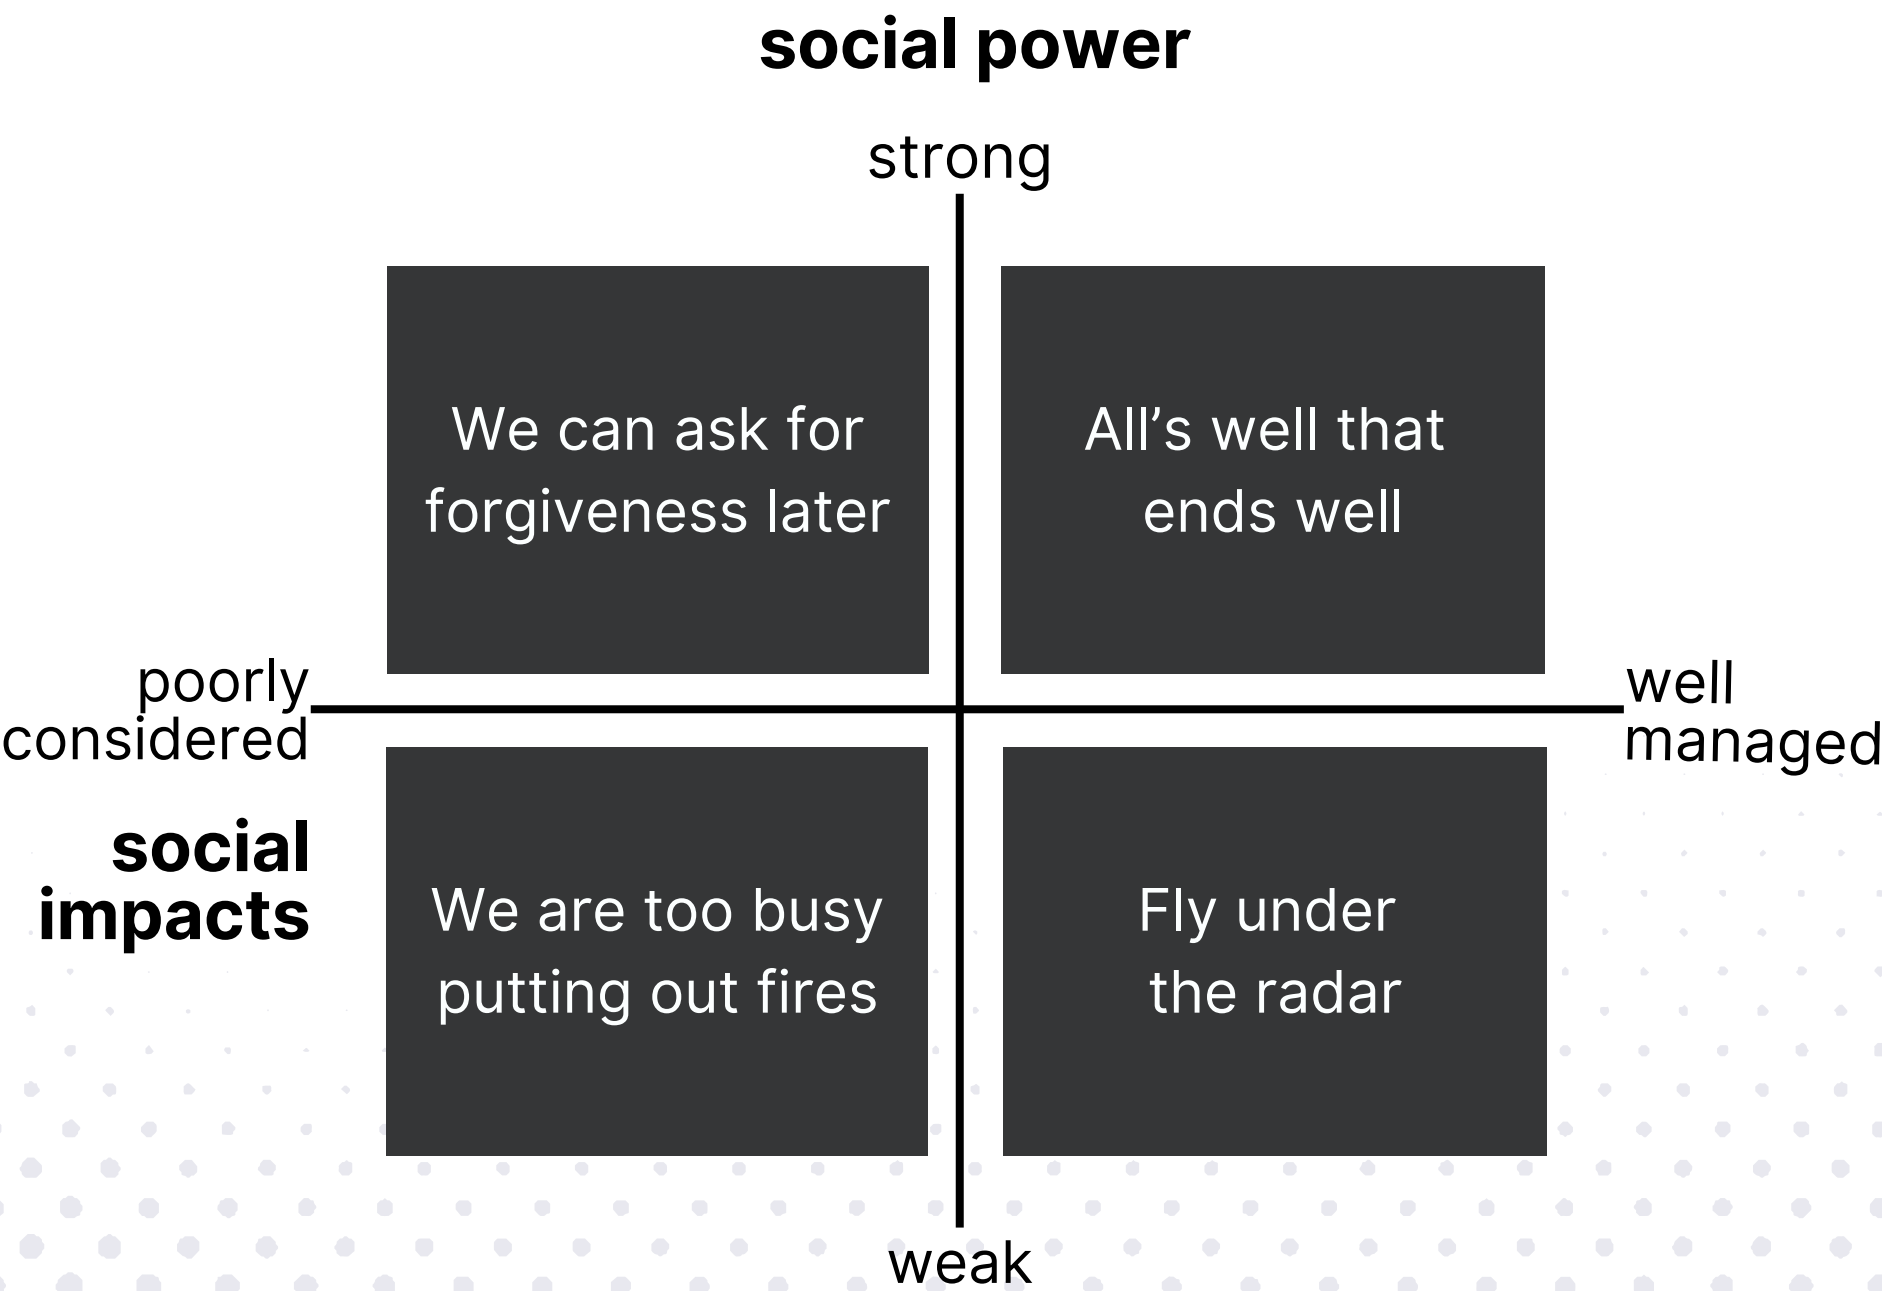 social power
strong
We can ask for
forgiveness later
All’s well that
ends well
poorly
considered
well
managed
social
impacts
We are too busy
putting out fires
Fly under
the radar
weak